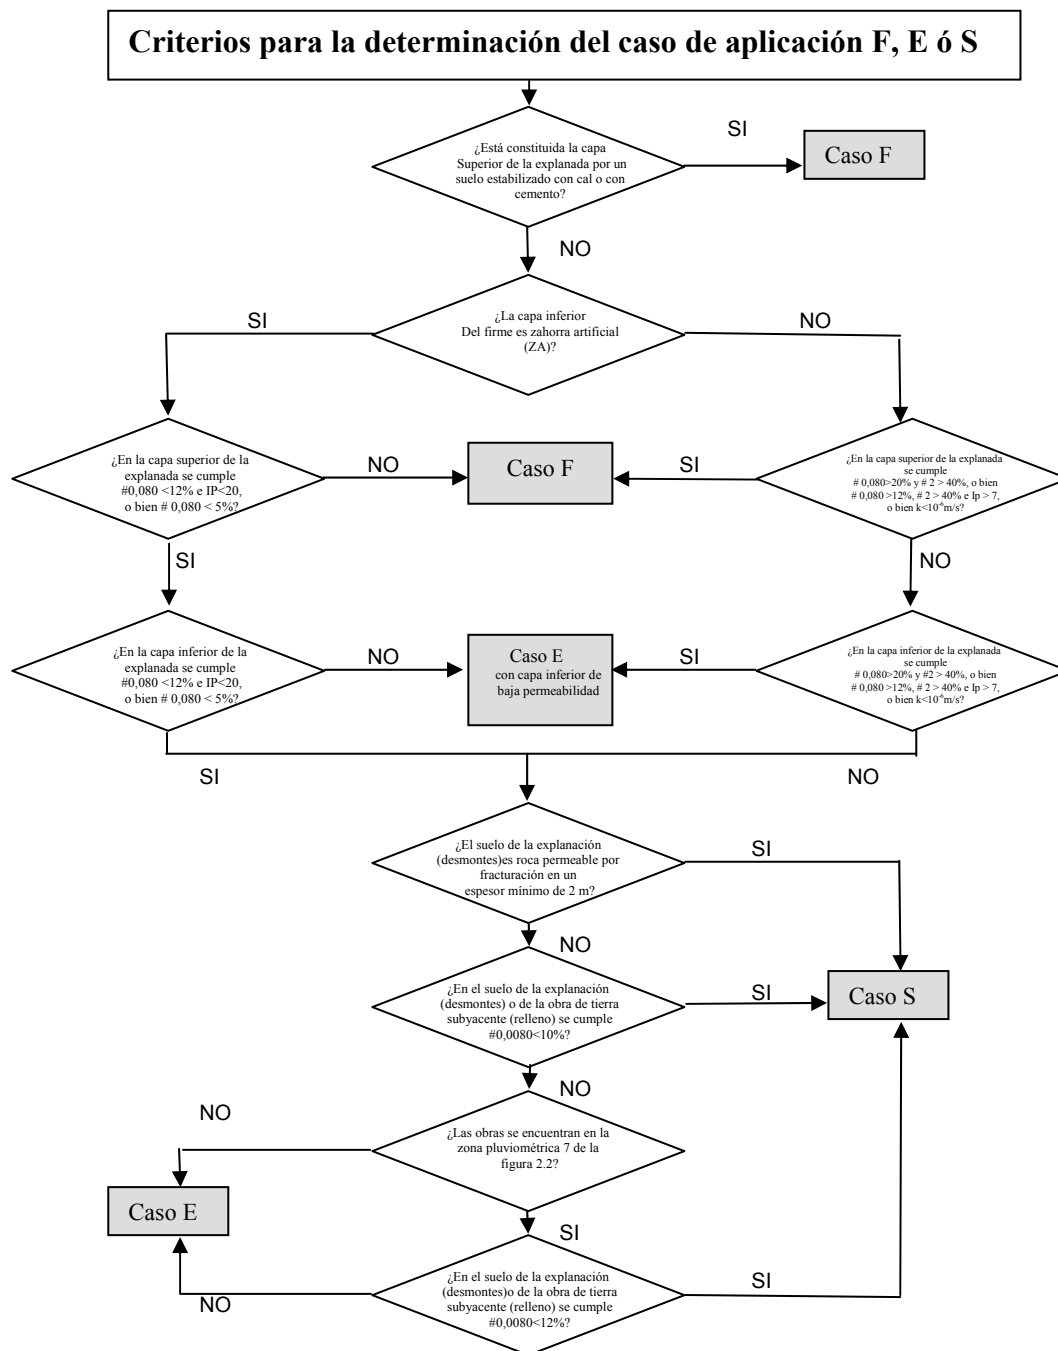 Criterios para la determinación del caso de aplicación F, E ó S
¿Está constituida la capa
Superior de la explanada por un
suelo estabilizado con cal o con
cemento?
SI
Caso F
NO
¿La capa inferior
Del firme es zahorra artificial
(ZA)?
SI
NO
¿En la capa superior de la
explanada se cumple
#0,080 <12% e IP<20,
o bien # 0,080 < 5%?
NO
Caso F
SI
¿En la capa superior de la explanada
se cumple
# 0,080>20% y # 2 > 40%, o bien
# 0,080 >12%, # 2 > 40% e Ip > 7,
o bien k<10⁻⁶m/s?
SI
NO
¿En la capa inferior de la
explanada se cumple
#0,080 <12% e IP<20,
o bien # 0,080 < 5%?
NO
Caso E
con capa inferior de
baja permeabilidad
SI
¿En la capa inferior de la explanada
se cumple
# 0,080>20% y #2 > 40%, o bien
# 0,080 >12%, # 2 > 40% e Ip > 7,
o bien k<10⁻⁶m/s?
SI
NO
¿El suelo de la explanación
(desmontes)es roca permeable por
fracturación en un
espesor mínimo de 2 m?
SI
NO
¿En el suelo de la explanación
(desmontes) o de la obra de tierra
subyacente (relleno) se cumple
#0,0080<10%?
SI
Caso S
NO
NO
¿Las obras se encuentran en la
zona pluviométrica 7 de la
figura 2.2?
Caso E
SI
¿En el suelo de la explanación
(desmontes)o de la obra de tierra
subyacente (relleno) se cumple
#0,0080<12%?
SI
NO